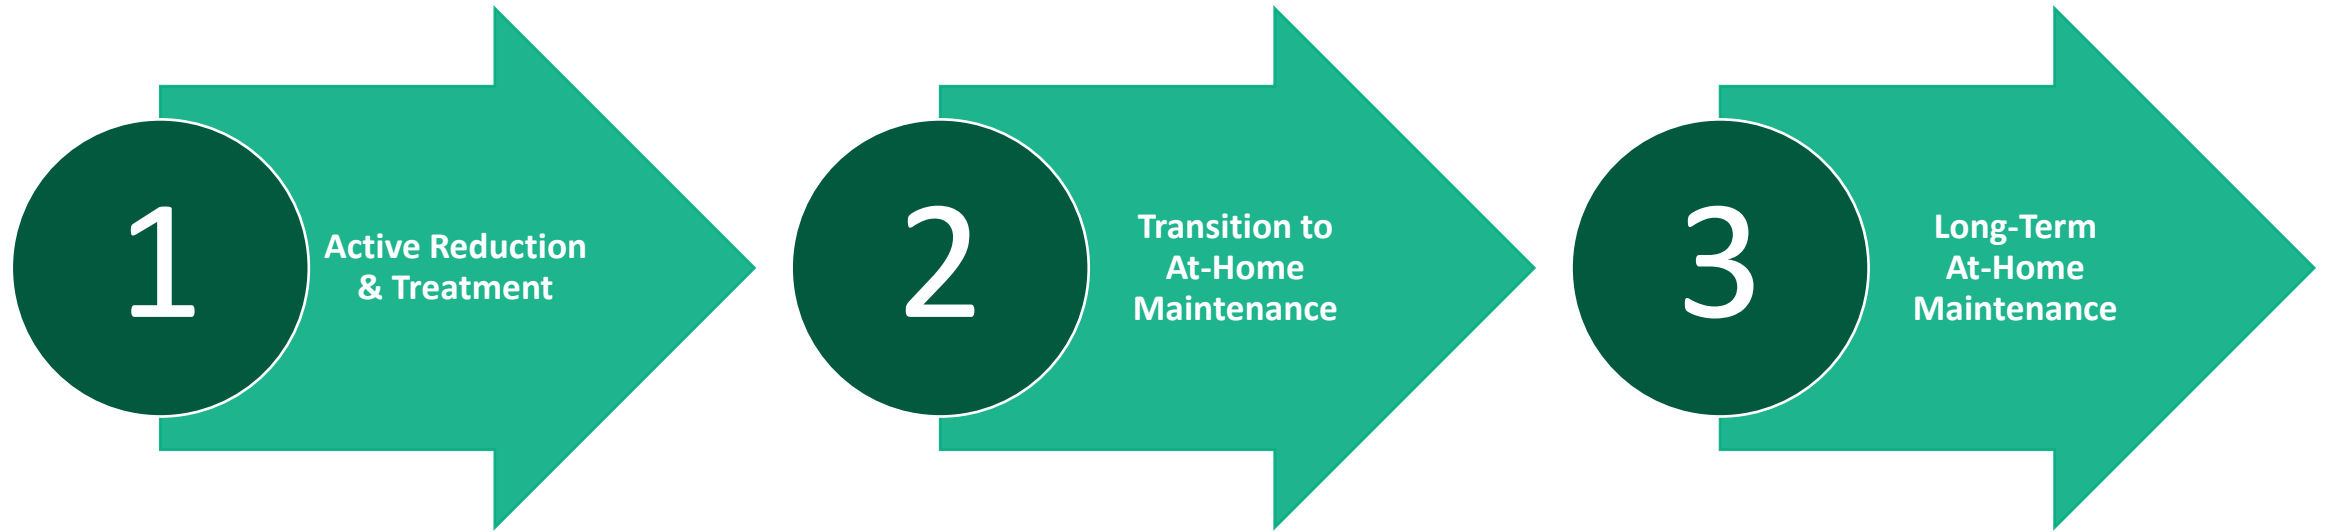 1
Active Reduction
& Treatment
2
Transition to
At-Home
Maintenance
3
Long-Term
At-Home
Maintenance